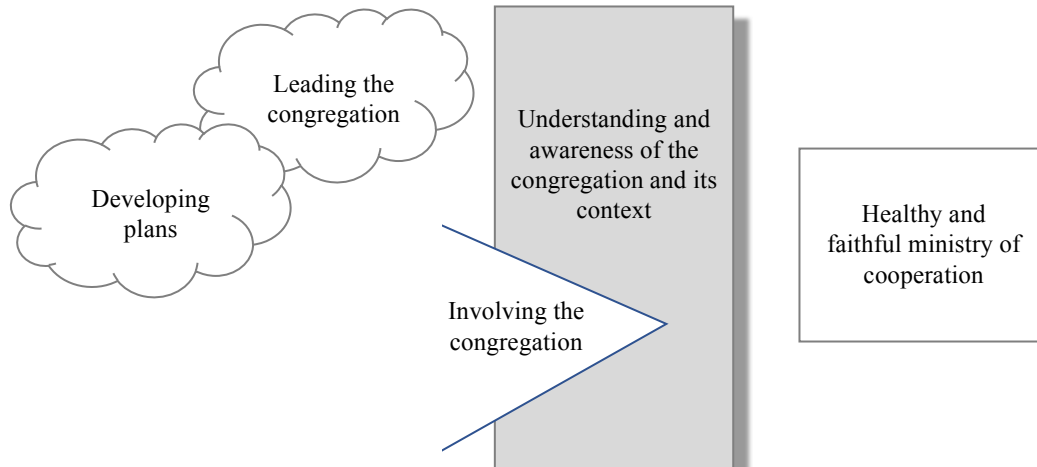 Leading the
congregation
Developing
plans
Understanding and
awareness of the
congregation and its
context
Involving the
congregation
Healthy and
faithful ministry of
cooperation